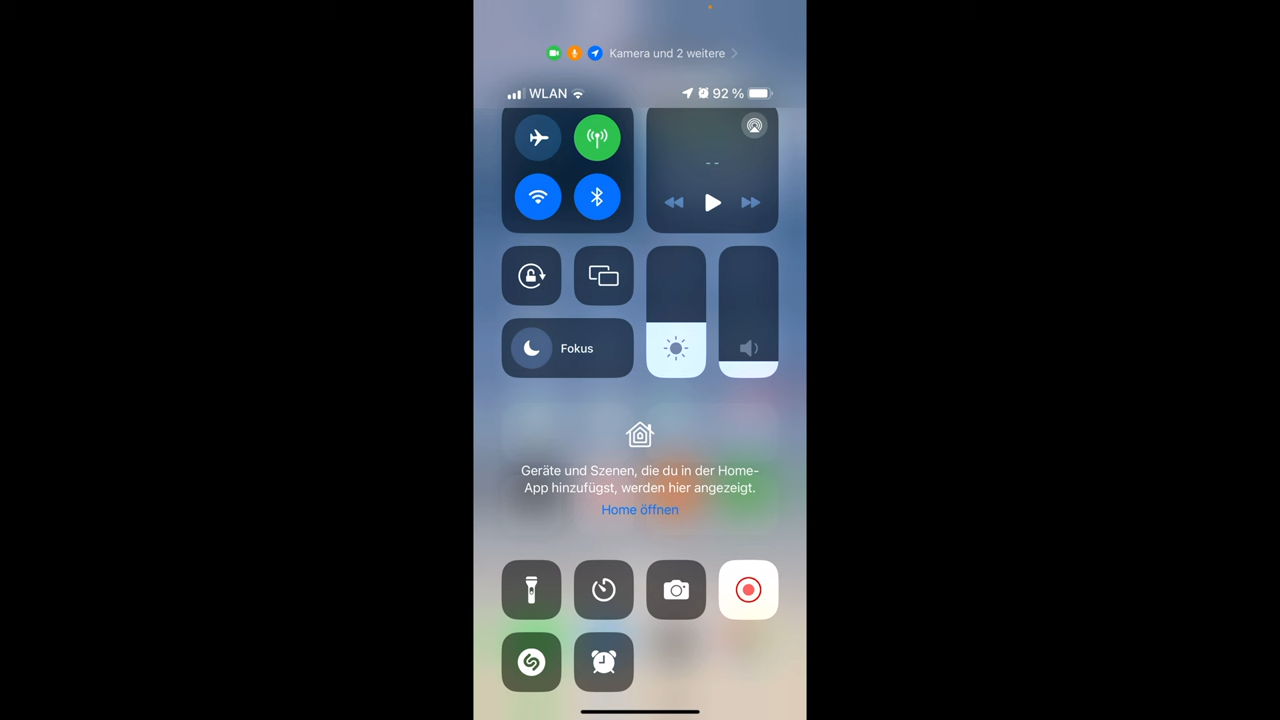 Kamera und 2 weitere
WLAN 92 %
--
Fokus
Geräte und Szenen, die du in der Home-
App hinzufügst, werden hier angezeigt.
Home öffnen